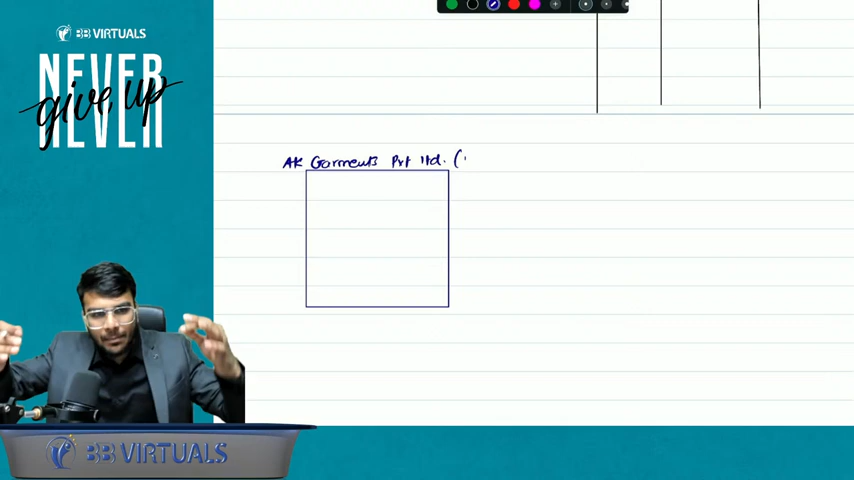 BB VIRTUALS
NEVER
give up
NEVER
AK Garments Pvt ltd. (
BB VIRTUALS